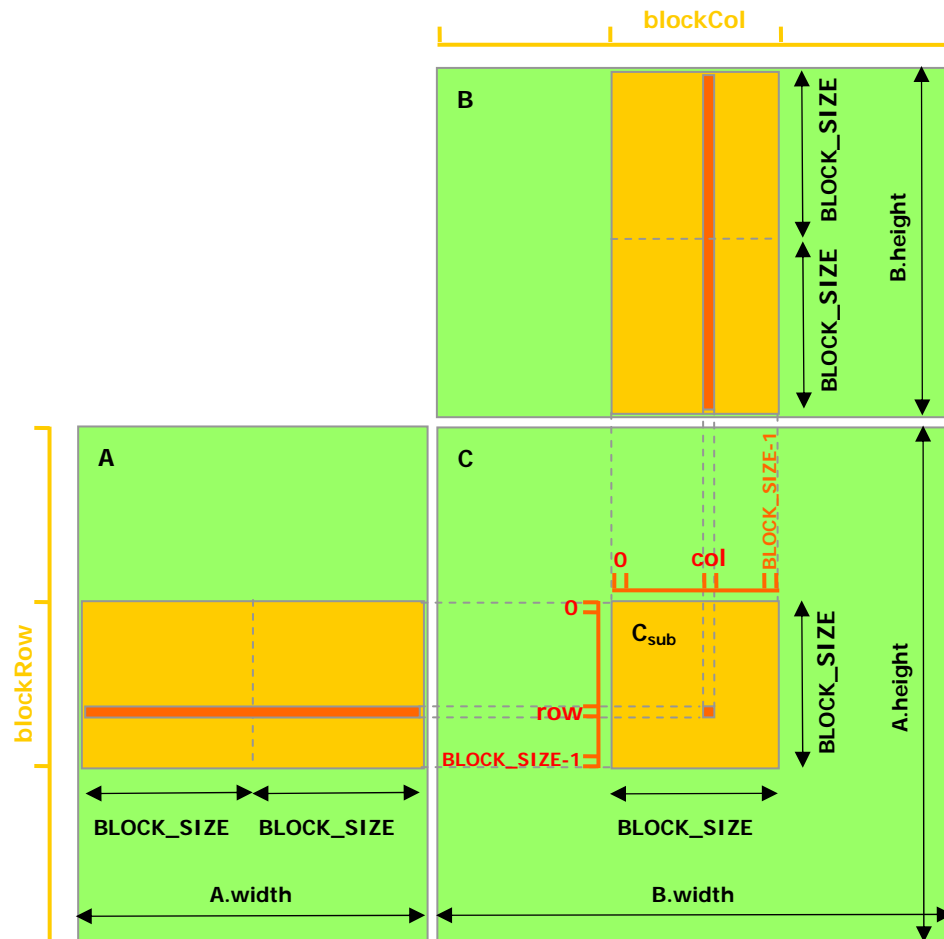 blockCol
B
BLOCK_SIZE
BLOCK_SIZE
B.height
A
C
BLOCK_SIZE-1
0
col
blockRow
0
C_sub
row
BLOCK_SIZE-1
BLOCK_SIZE
A.height
BLOCK_SIZE
BLOCK_SIZE
BLOCK_SIZE
A.width
B.width